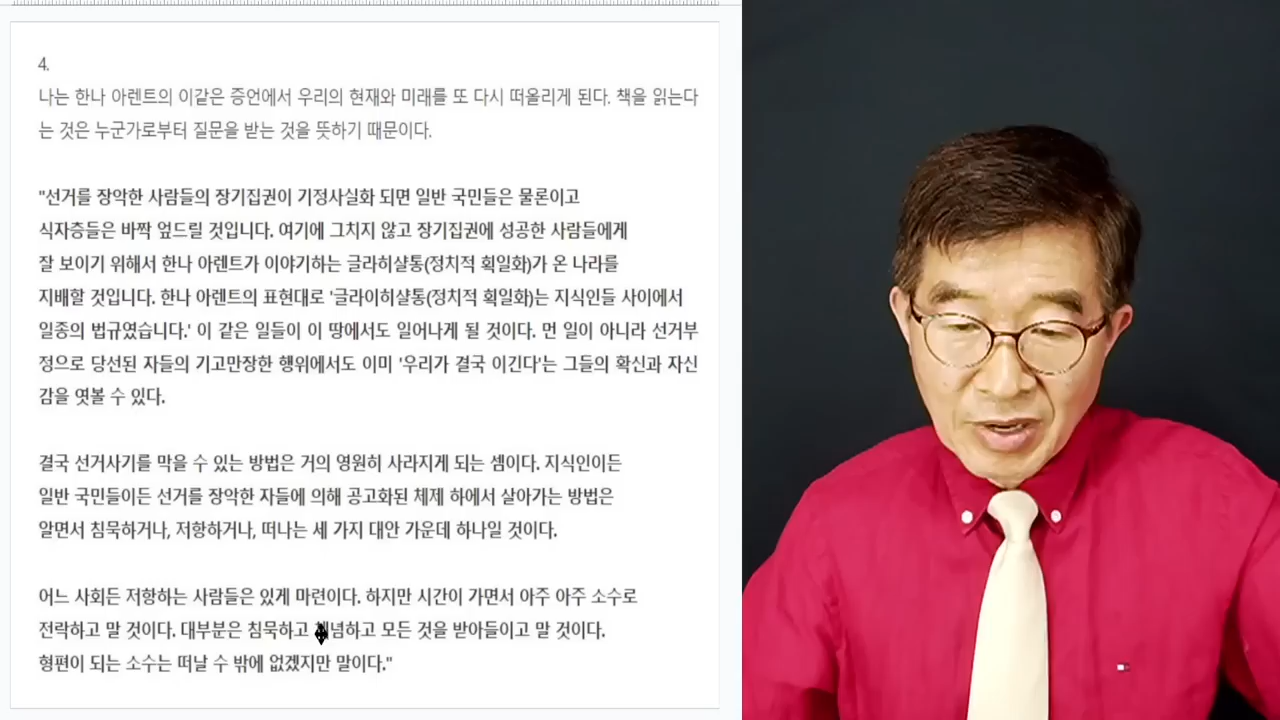 4.
나는 한나 아렌트의 이같은 증언에서 우리의 현재와 미래를 또 다시 떠올리게 된다. 책을 읽는다
는 것은 누군가로부터 질문을 받는 것을 뜻하기 때문이다.
"선거를 장악한 사람들의 장기집권이 기정사실화 되면 일반 국민들은 물론이고
식자층들은 바짝 엎드릴 것입니다. 여기에 그치지 않고 장기집권에 성공한 사람들에게
잘 보이기 위해서 한나 아렌트가 이야기하는 글라히샬통(정치적 획일화)가 온 나라를
지배할 것입니다. 한나 아렌트의 표현대로 '글라이히샬통(정치적 획일화)는 지식인들 사이에서
일종의 법규였습니다.' 이 같은 일들이 이 땅에서도 일어나게 될 것이다. 먼 일이 아니라 선거부
정으로 당선된 자들의 기고만장한 행위에서도 이미 '우리가 결국 이긴다'는 그들의 확신과 자신
감을 엿볼 수 있다.
결국 선거사기를 막을 수 있는 방법은 거의 영원히 사라지게 되는 셈이다. 지식인이든
일반 국민들이든 선거를 장악한 자들에 의해 공고화된 체제 하에서 살아가는 방법은
알면서 침묵하거나, 저항하거나, 떠나는 세 가지 대안 가운데 하나일 것이다.
어느 사회든 저항하는 사람들은 있게 마련이다. 하지만 시간이 가면서 아주 아주 소수로
전락하고 말 것이다. 대부분은 침묵하고 모든 것을 받아들이고 말 것이다.
형편이 되는 소수는 떠날 수 밖에 없겠지만 말이다."